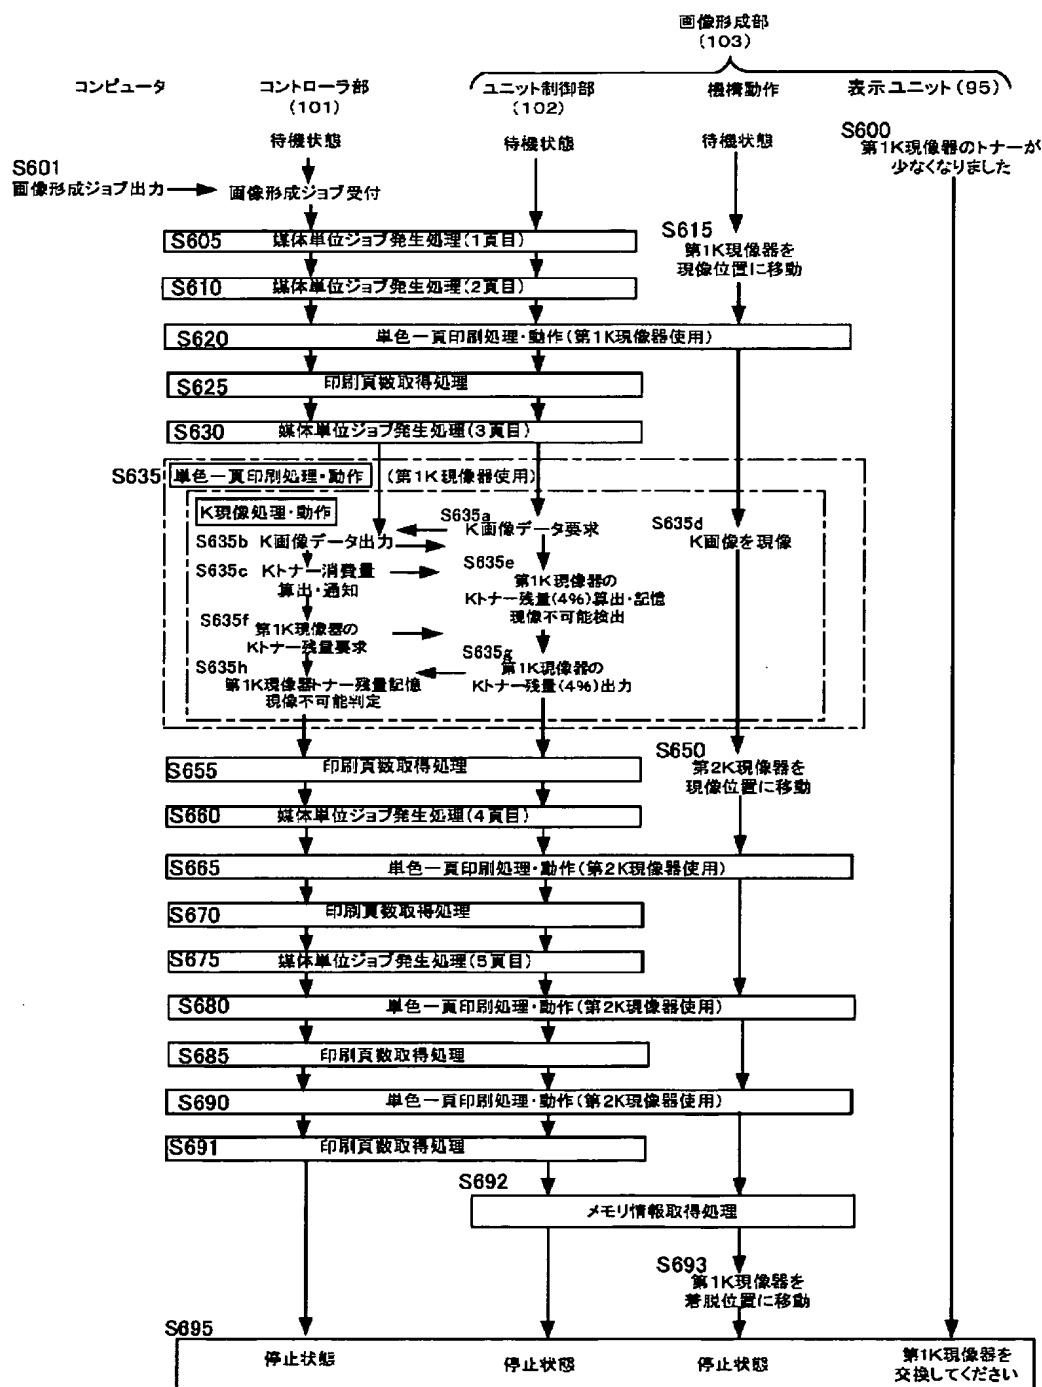 画像形成部
(103)
コンピュータ
コントローラ部
(101)
ユニット制御部
(102)
機構動作
表示ユニット(95)
待機状態
待機状態
待機状態
S600
第1K現像器のトナーが
少なくなりました
S601
画像形成ジョブ出力
画像形成ジョブ受付
S605 媒体単位ジョブ発生処理(1頁目)
S615
第1K現像器を
現像位置に移動
S610 媒体単位ジョブ発生処理(2頁目)
S620 単色一頁印刷処理・動作(第1K現像器使用)
S625 印刷頁数取得処理
S630 媒体単位ジョブ発生処理(3頁目)
S635 単色一頁印刷処理・動作 (第1K現像器使用)
K現像処理・動作
S635a
K画像データ要求
S635b K画像データ出力
S635c Kトナー消費量
算出・通知
S635d
K画像を現像
S635e
第1K現像器の
Kトナー残量(4%)算出・記憶
現像不可能検出
S635f
第1K現像器の
Kトナー残量要求
S635g
第1K現像器の
Kトナー残量(4%)出力
S635h
第1K現像器トナー残量記憶
現像不可能判定
S650
第2K現像器を
現像位置に移動
S655 印刷頁数取得処理
S660 媒体単位ジョブ発生処理(4頁目)
S665 単色一頁印刷処理・動作(第2K現像器使用)
S670 印刷頁数取得処理
S675 媒体単位ジョブ発生処理(5頁目)
S680 単色一頁印刷処理・動作(第2K現像器使用)
S685 印刷頁数取得処理
S690 単色一頁印刷処理・動作(第2K現像器使用)
S691 印刷頁数取得処理
S692
メモリ情報取得処理
S693
第1K現像器を
着脱位置に移動
S695
停止状態
停止状態
停止状態
第1K現像器を
交換してください